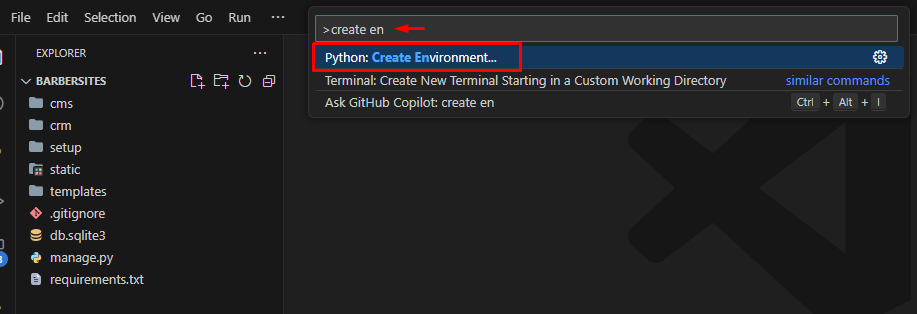 File Edit Selection View Go Run ···
>create en
Python: Create Environment...
Terminal: Create New Terminal Starting in a Custom Working Directory similar commands
Ask GitHub Copilot: create en Ctrl + Alt + I
EXPLORER ···
BARBERSITES
cms
crm
setup
static
templates
.gitignore
db.sqlite3
manage.py
requirements.txt